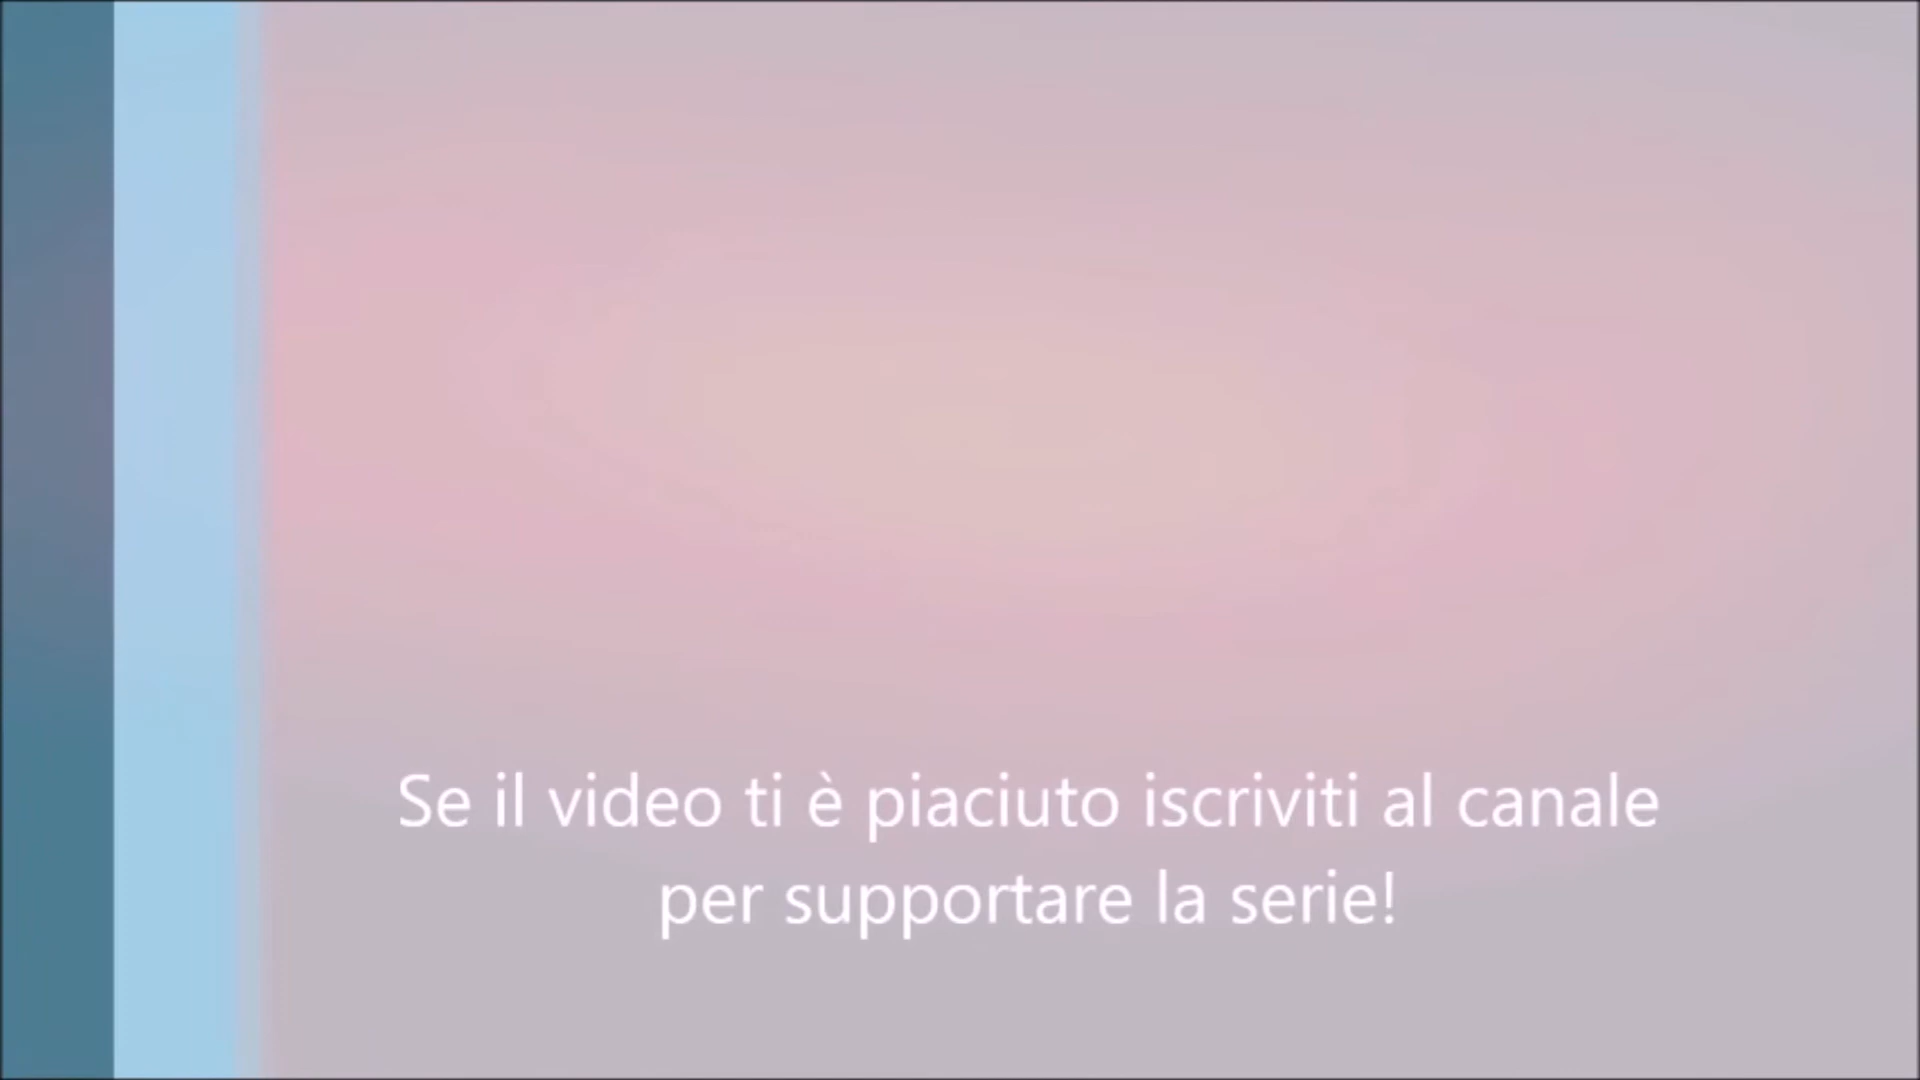 Se il video ti è piaciuto iscriviti al canale
per supportare la serie!